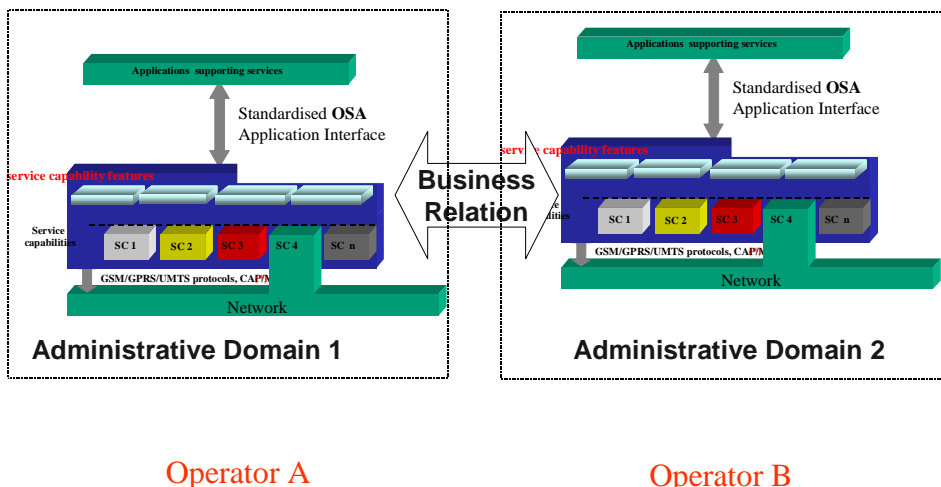 Applications supporting services
Standardised OSA
Application Interface
service capability features
Service
capabilities
SC 1
SC 2
SC 3
SC 4
SC n
GSM/GPRS/UMTS protocols, CAP/M
Network
Administrative Domain 1
Business
Relation
Applications supporting services
Standardised OSA
Application Interface
service capability features
SC 1
SC 2
SC 3
SC 4
SC n
GSM/GPRS/UMTS protocols, CAP/M
Network
Administrative Domain 2
Operator A
Operator B